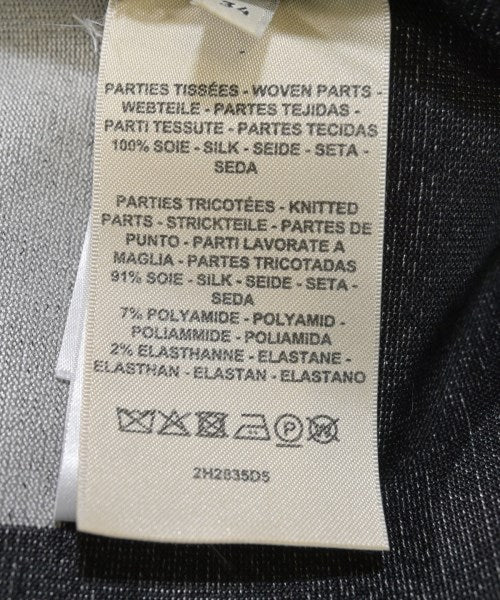 34
PARTIES TISSÉES - WOVEN PARTS -
WEBTEILE - PARTES TEJIDAS -
PARTI TESSUTE - PARTES TECIDAS
100% SOIE - SILK - SEIDE - SETA -
SEDA
PARTIES TRICOTÉES - KNITTED
PARTS - STRICKTEILE - PARTES DE
PUNTO - PARTI LAVORATE A
MAGLIA - PARTES TRICOTADAS
91% SOIE - SILK - SEIDE - SETA -
SEDA
7% POLYAMIDE - POLYAMID -
POLIAMMIDE - POLIAMIDA
2% ELASTHANNE - ELASTANE -
ELASTHAN - ELASTAN - ELASTANO
P W
2H2835D5